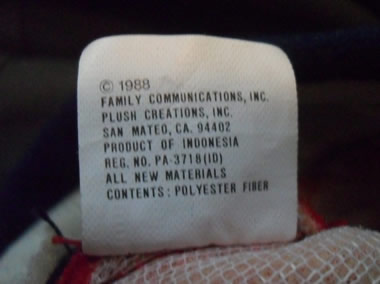 © 1988
FAMILY COMMUNICATIONS, INC.
PLUSH CREATIONS, INC.
SAN MATEO, CA. 94402
PRODUCT OF INDONESIA
REG. NO. PA-3718(ID)
ALL NEW MATERIALS
CONTENTS: POLYESTER FIBER